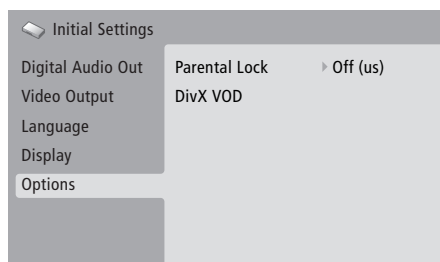 Initial Settings
Digital Audio Out
Video Output
Language
Display
Options
Parental Lock Off (us)
DivX VOD